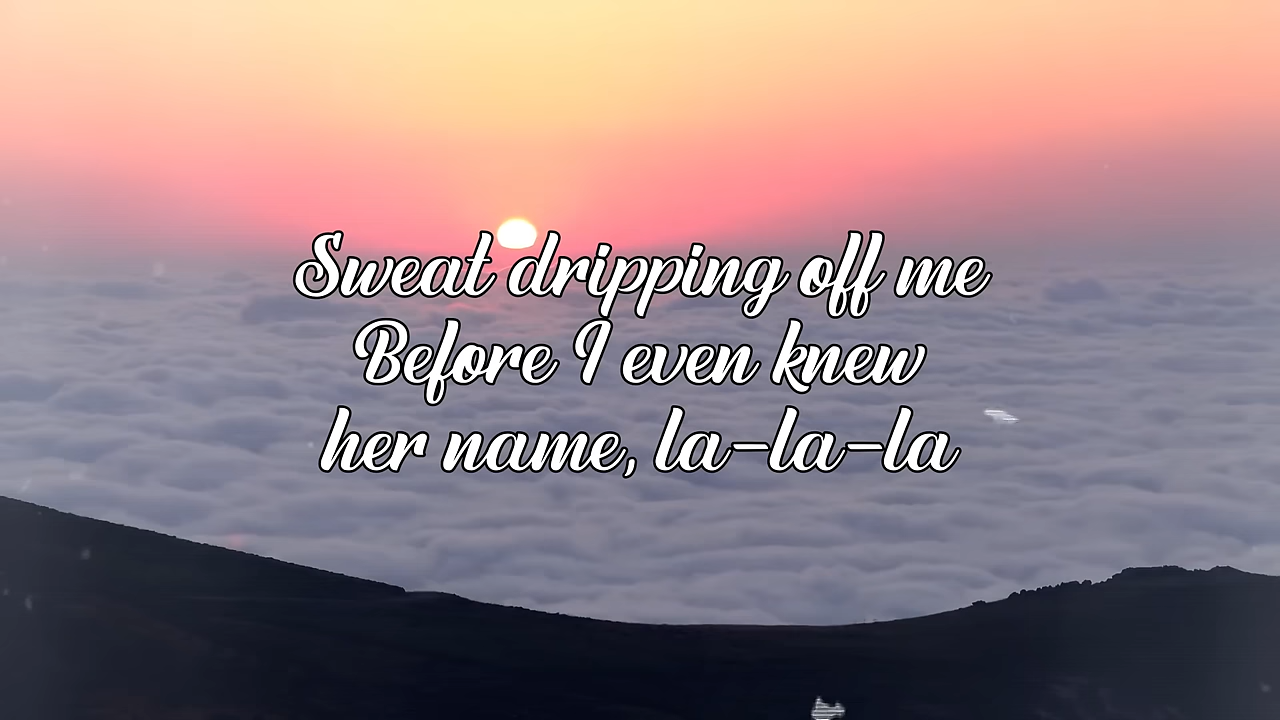 Sweat dripping off me
Before I even knew
her name, la-la-la